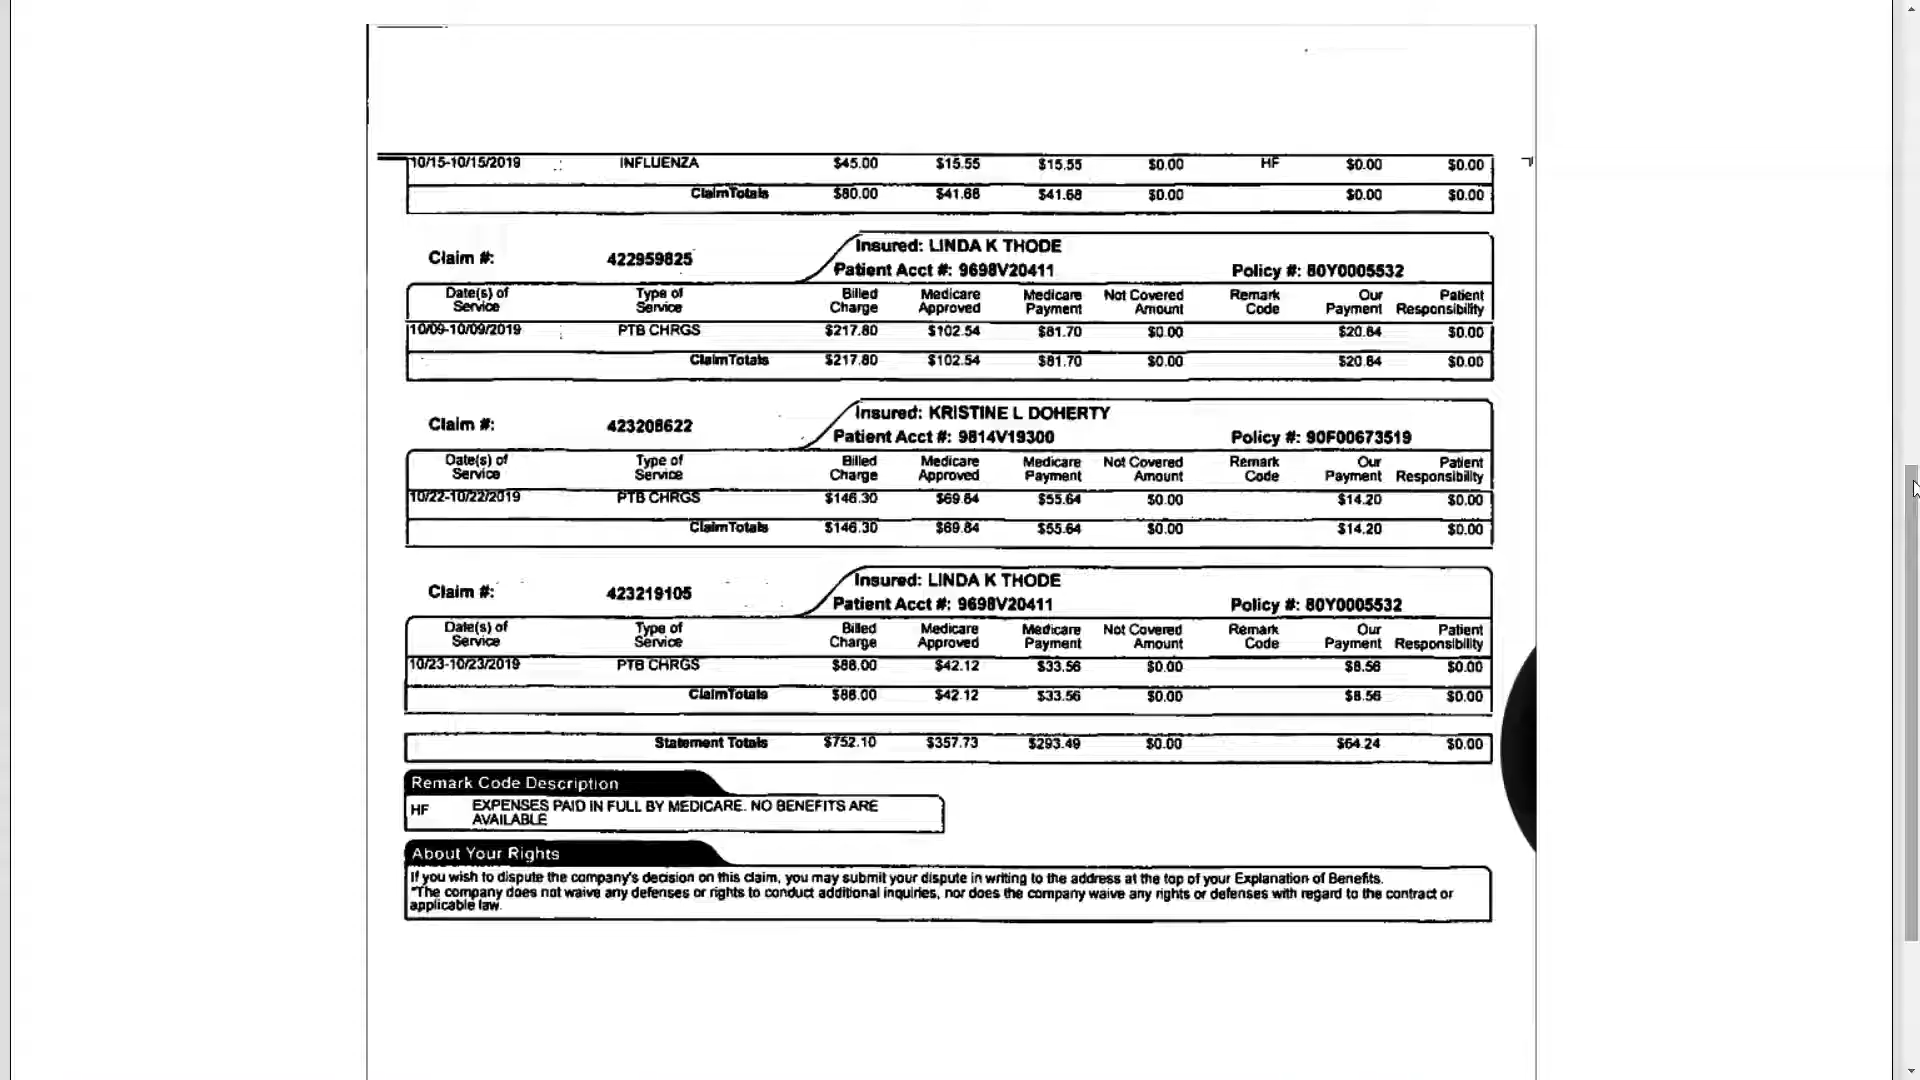 10/15-10/15/2019 INFLUENZA $45.00 $15.55 $15.55 $0.00 HF $0.00 $0.00
Claim Totals $80.00 $41.68 $41.68 $0.00 $0.00 $0.00
Insured: LINDA K THODE
Claim #: 422959825
Patient Acct #: 9698V20411 Policy #: 80Y0005532
Date(s) of Type of Billed Medicare Medicare Not Covered Remark Our Patient
Service Service Charge Approved Payment Amount Code Payment Responsibility
10/09-10/09/2019 PTB CHRGS $217.80 $102.54 $81.70 $0.00 $20.84 $0.00
Claim Totals $217.80 $102.54 $81.70 $0.00 $20.84 $0.00
Insured: KRISTINE L DOHERTY
Claim #: 423208622
Patient Acct #: 9814V19300 Policy #: 90F00673519
Date(s) of Type of Billed Medicare Medicare Not Covered Remark Our Patient
Service Service Charge Approved Payment Amount Code Payment Responsibility
10/22-10/22/2019 PTB CHRGS $146.30 $69.84 $55.64 $0.00 $14.20 $0.00
Claim Totals $146.30 $69.84 $55.64 $0.00 $14.20 $0.00
Insured: LINDA K THODE
Claim #: 423219105
Patient Acct #: 9698V20411 Policy #: 80Y0005532
Date(s) of Type of Billed Medicare Medicare Not Covered Remark Our Patient
Service Service Charge Approved Payment Amount Code Payment Responsibility
10/23-10/23/2019 PTB CHRGS $88.00 $42.12 $33.56 $0.00 $8.56 $0.00
Claim Totals $88.00 $42.12 $33.56 $0.00 $8.56 $0.00
Statement Totals $752.10 $357.73 $293.49 $0.00 $64.24 $0.00
Remark Code Description
HF EXPENSES PAID IN FULL BY MEDICARE. NO BENEFITS ARE
AVAILABLE
About Your Rights
If you wish to dispute the company's decision on this claim, you may submit your dispute in writing to the address at the top of your Explanation of Benefits.
"The company does not waive any defenses or rights to conduct additional inquiries, nor does the company waive any rights or defenses with regard to the contract or
applicable law.